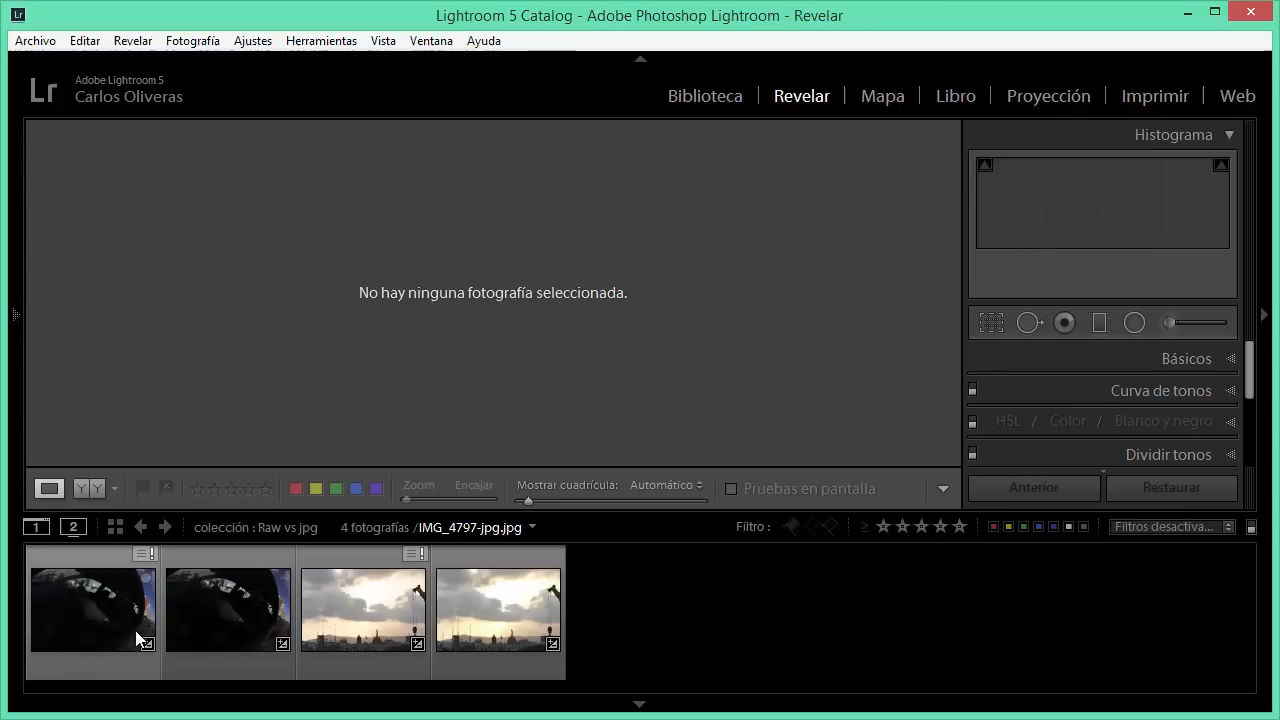 Lightroom 5 Catalog - Adobe Photoshop Lightroom - Revelar
Archivo Editar Revelar Fotografía Ajustes Herramientas Vista Ventana Ayuda
Lr Adobe Lightroom 5
Carlos Oliveras
Biblioteca Revelar Mapa Libro Proyección Imprimir Web
Histograma
No hay ninguna fotografía seleccionada.
Básicos
Curva de tonos
HSL / Color / Blanco y negro
Dividir tonos
YY Zoom Encajar Mostrar cuadrícula: Automático Pruebas en pantalla
Anterior Restaurar
1 2 colección : Raw vs jpg 4 fotografías /IMG_4797-jpg.jpg Filtro : ≥ Filtros desactiva...